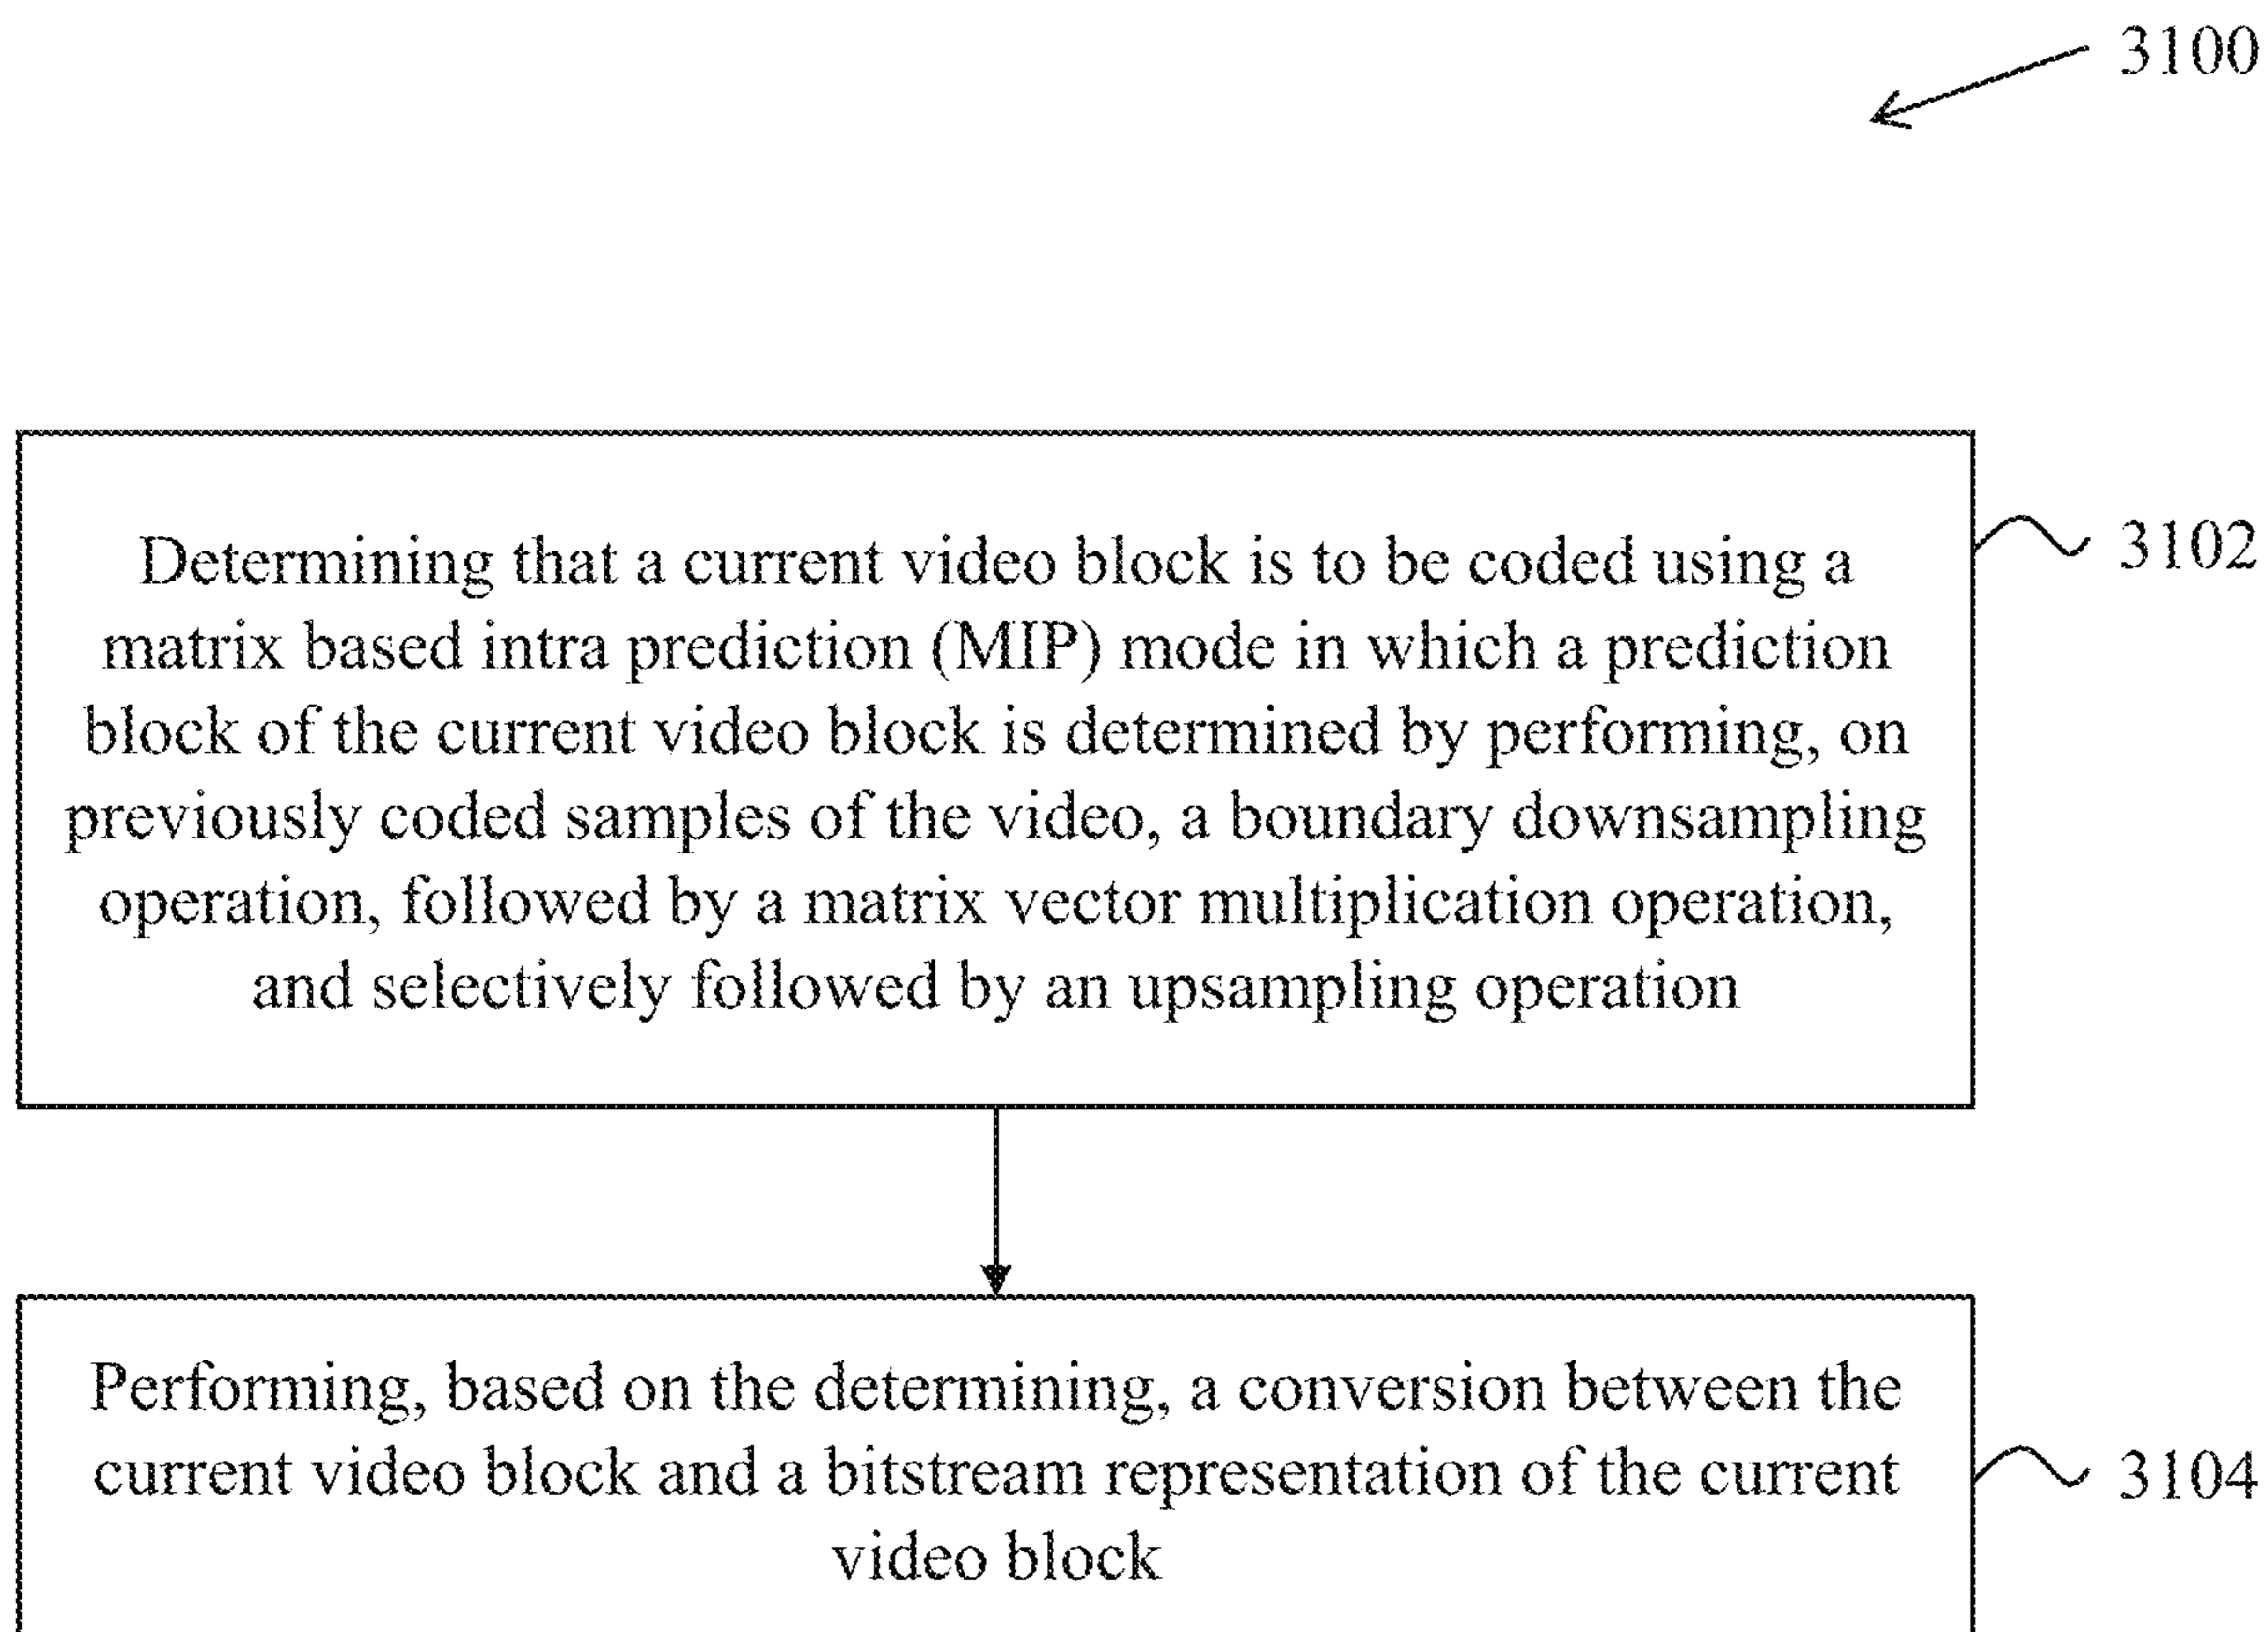 3100
Determining that a current video block is to be coded using a
matrix based intra prediction (MIP) mode in which a prediction
block of the current video block is determined by performing, on
previously coded samples of the video, a boundary downsampling
operation, followed by a matrix vector multiplication operation,
and selectively followed by an upsampling operation
3102
Performing, based on the determining, a conversion between the
current video block and a bitstream representation of the current
video block
3104